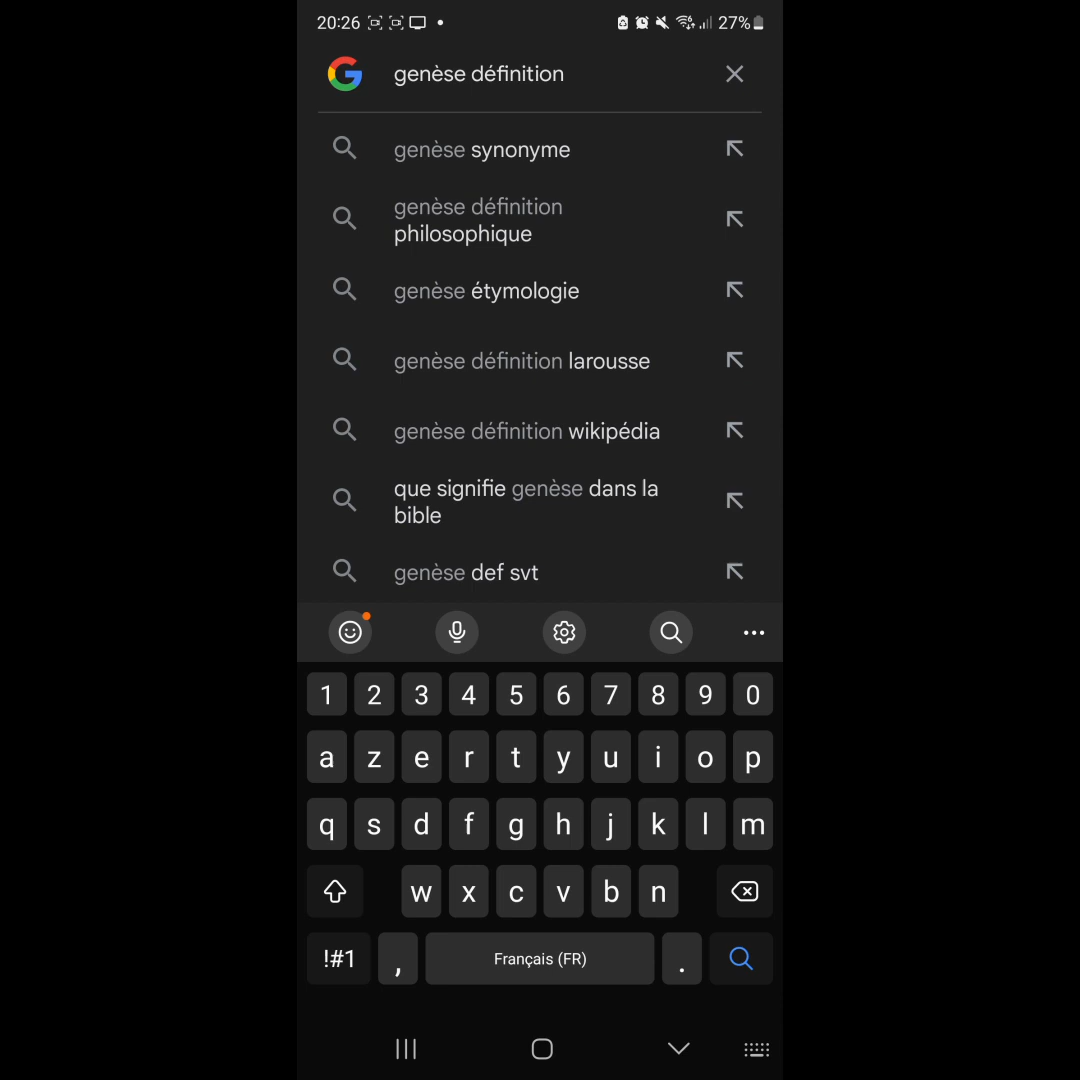 20:26 27%
genèse définition
genèse synonyme
genèse définition
philosophique
genèse étymologie
genèse définition larousse
genèse définition wikipédia
que signifie genèse dans la
bible
genèse def svt
1 2 3 4 5 6 7 8 9 0
a z e r t y u i o p
q s d f g h j k l m
w x c v b n
!#1 , Français (FR) .